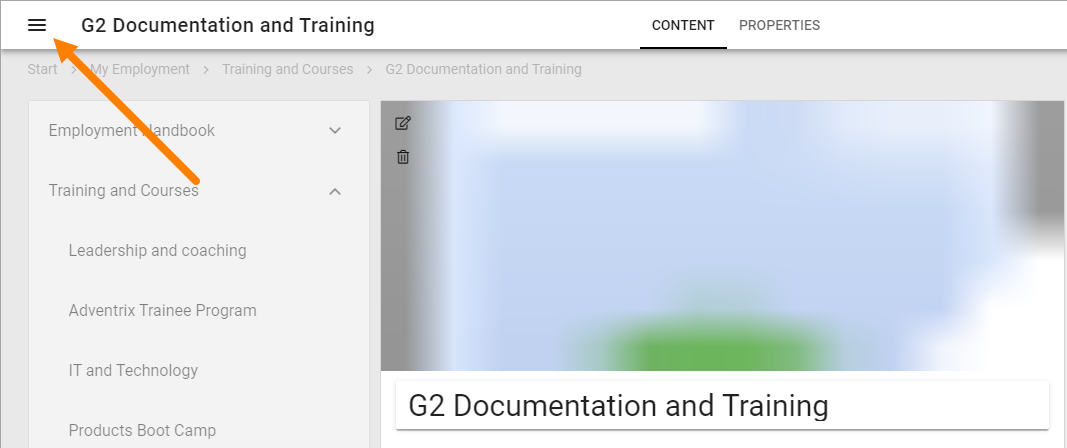 G2 Documentation and Training
CONTENT
PROPERTIES
Start > My Employment > Training and Courses > G2 Documentation and Training
Employment Handbook
Training and Courses
Leadership and coaching
Adventrix Trainee Program
IT and Technology
Products Boot Camp
G2 Documentation and Training